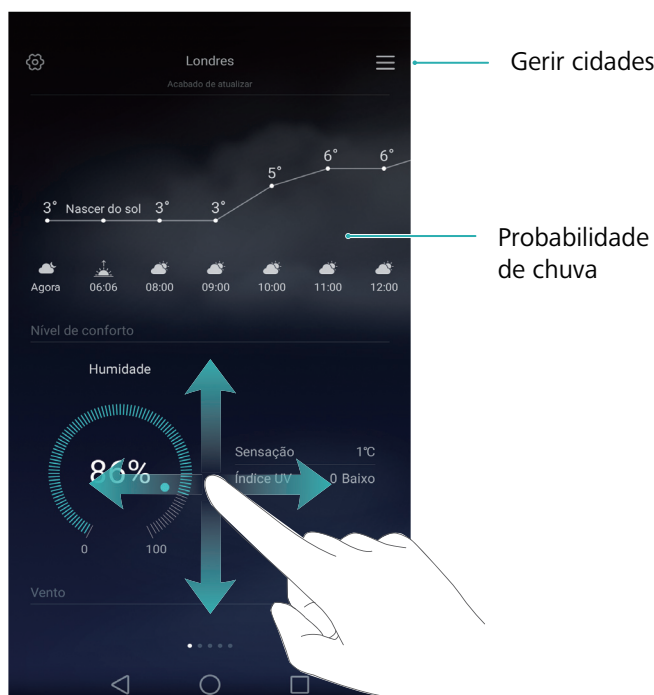 Londres
Gerir cidades
Acabado de atualizar
6° 6°
5°
3° Nascer do sol 3° 3°
Probabilidade
de chuva
Agora 06:06 08:00 09:00 10:00 11:00 12:00
Nível de conforto
Humidade
86%
Sensação 1°C
Índice UV 0 Baixo
0 100
Vento